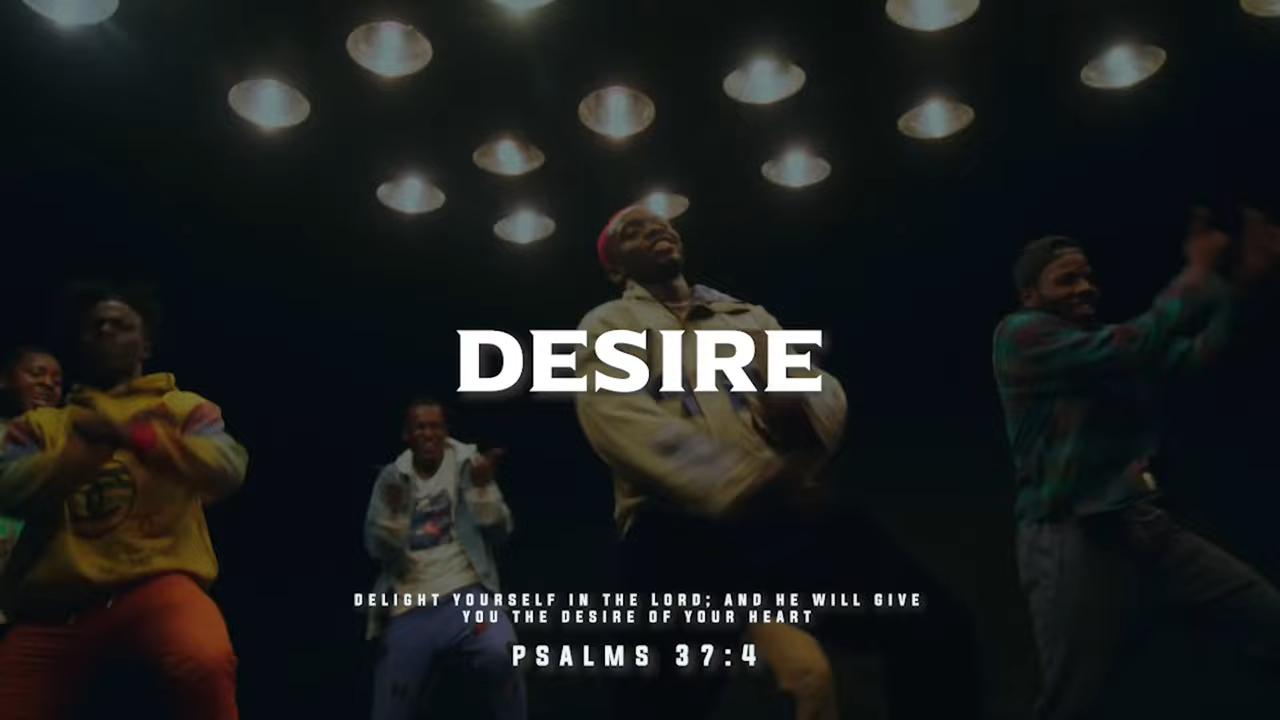 DESIRE
DELIGHT YOURSELF IN THE LORD; AND HE WILL GIVE
YOU THE DESIRE OF YOUR HEART
PSALMS 37:4